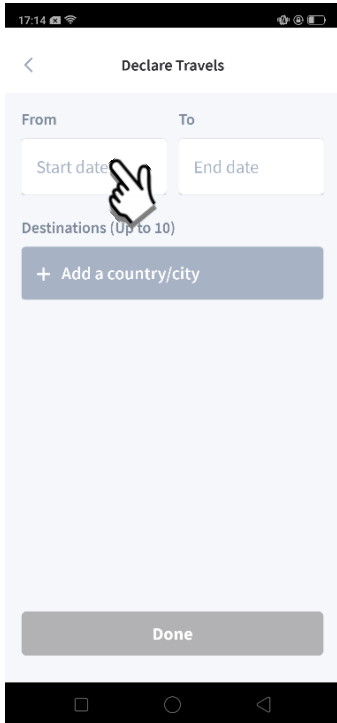 17:14
Declare Travels
From To
Start date End date
Destinations (Up to 10)
+ Add a country/city
Done